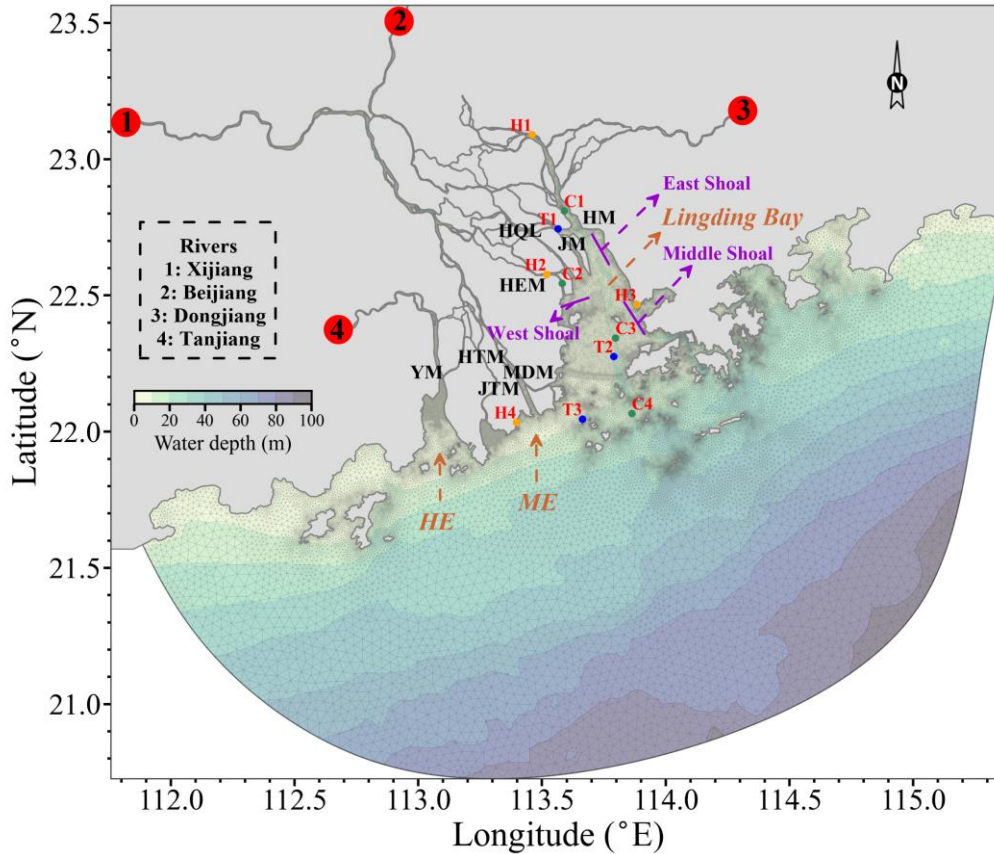 23.5
23.0
22.5
22.0
21.5
21.0
Latitude (°N)
2
1
3
N
H1
East Shoal
C1
HM
Lingding Bay
T1
HQL
JM
Middle Shoal
Rivers
1: Xijiang
2: Beijiang
3: Dongjiang
4: Tanjiang
H2
C2
HEM
H3
4
West Shoal
C3
T2
HTM
YM
MDM
JTM
0 20 40 60 80 100
Water depth (m)
H4
T3
C4
HE
ME
112.0 112.5 113.0 113.5 114.0 114.5 115.0
Longitude (°E)